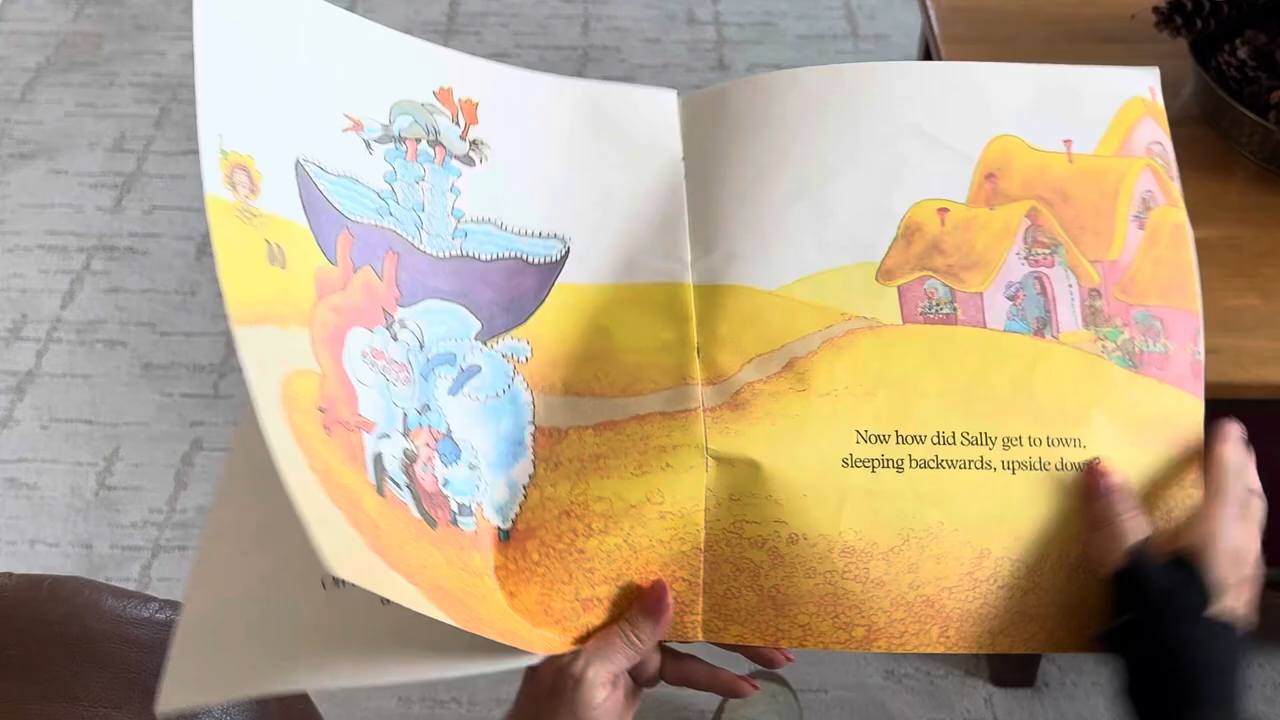 Now how did Sally get to town,
sleeping backwards, upside down?